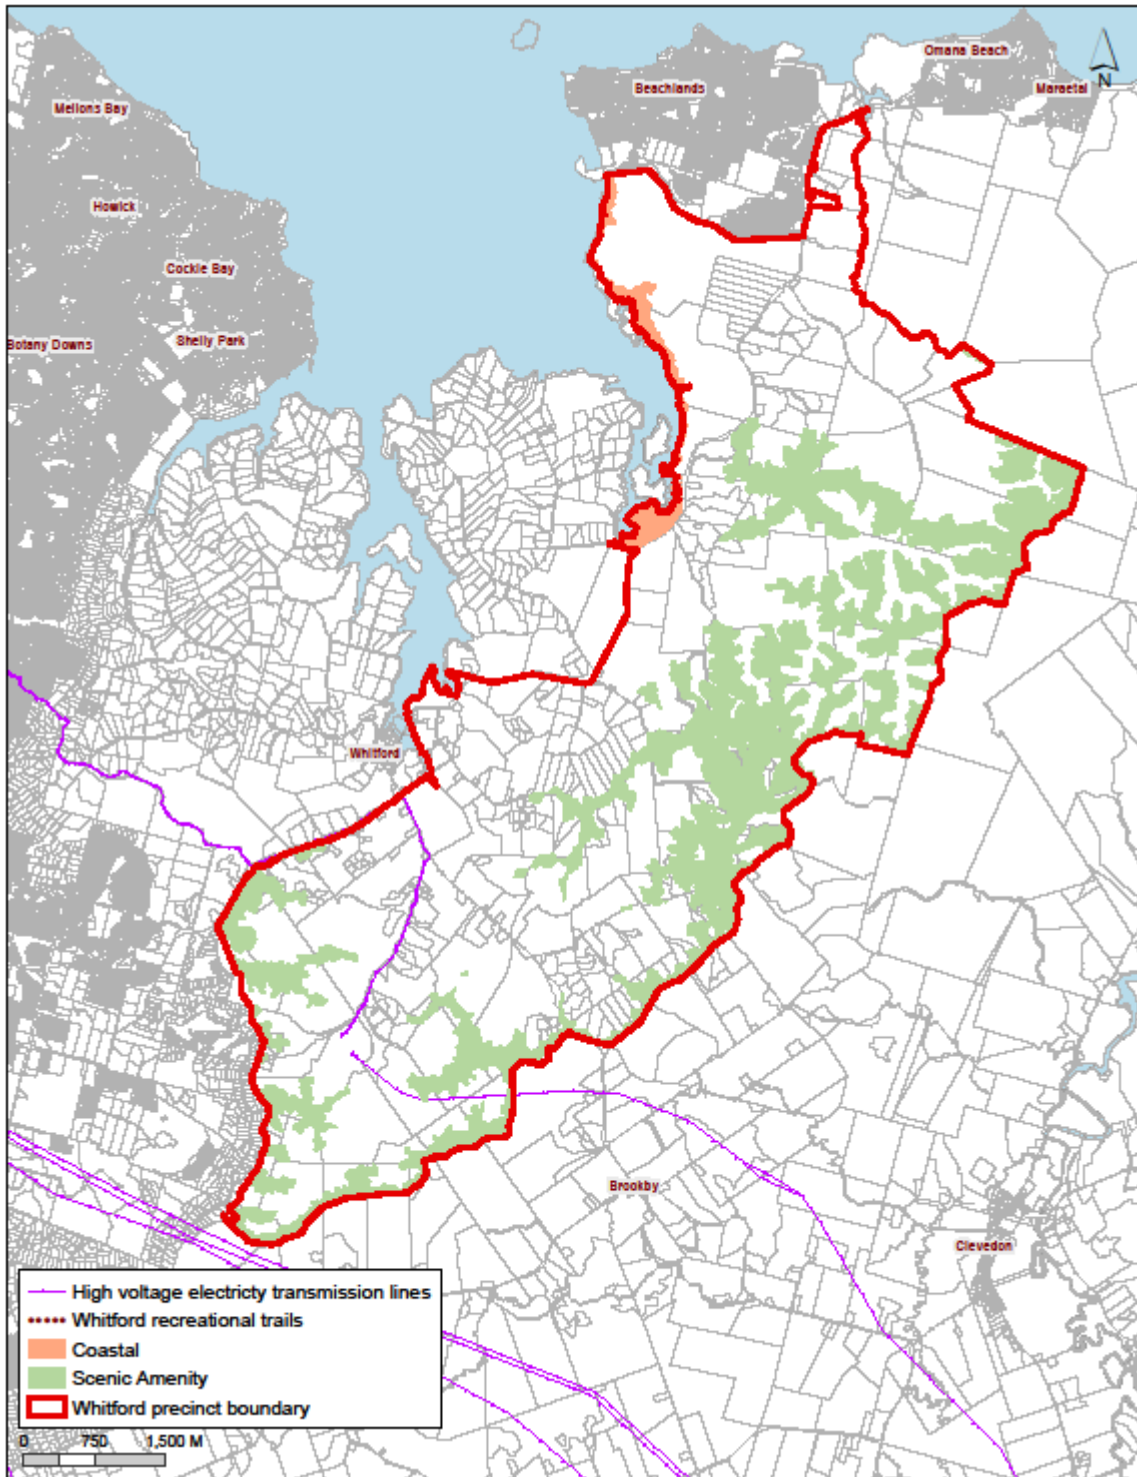 Omana Beach
N
Beachlands
Maraetai
Mellons Bay
Howick
Cockle Bay
Shelly Park
Botany Downs
Whitford
Brookby
Clevedon
High voltage electricty transmission lines
Whitford recreational trails
Coastal
Scenic Amenity
Whitford precinct boundary
0 750 1,500 M